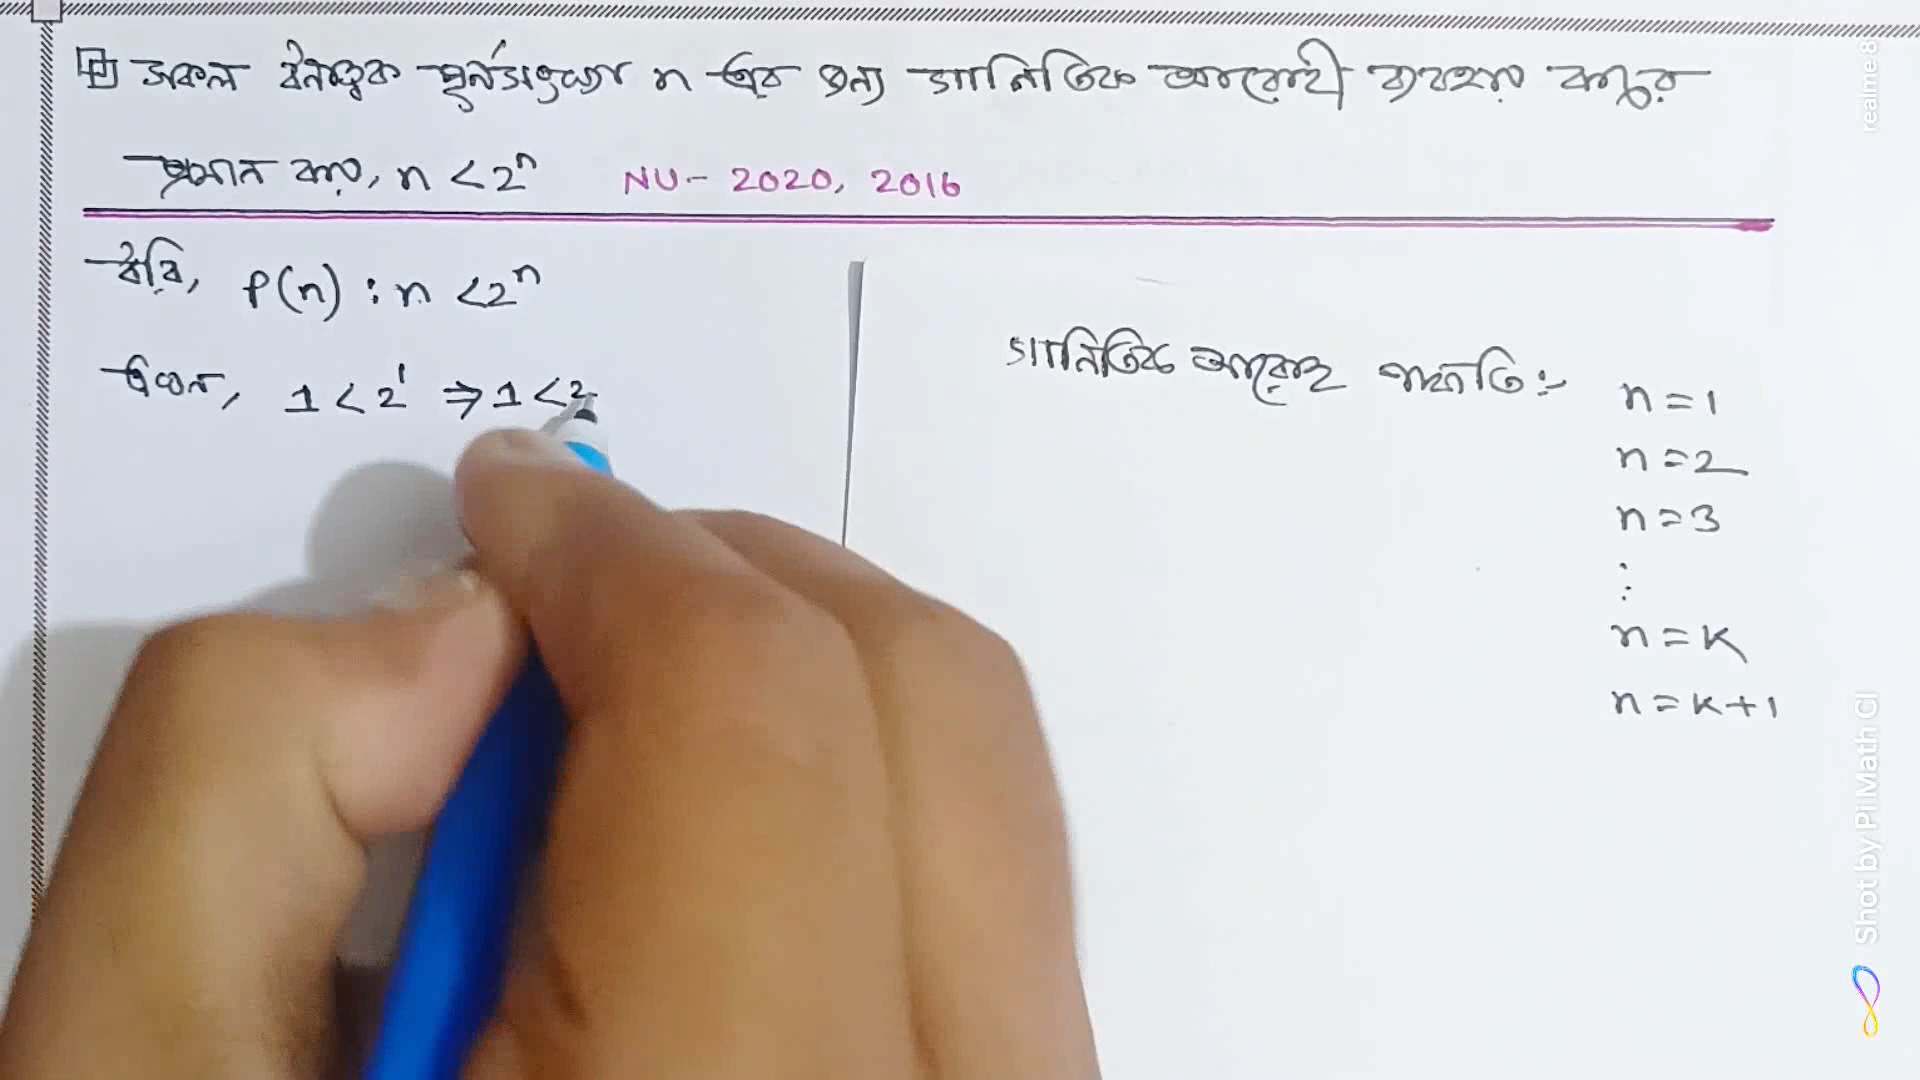 সকল ধনাত্মক পূর্ণসংখ্যা n এর জন্য গানিতিক আরোহী ব্যবহার করে
প্রমান কর, n < 2ⁿ NU - 2020, 2016
ধরি, P(n) : n < 2ⁿ
এখন, 1 < 2¹ ⇒ 1 < 2
গানিতিক আরোহ পদ্ধতি :-
n = 1
n = 2
n = 3
⋮
n = k
n = k + 1
realme 8
Shot by Pi Math Cl